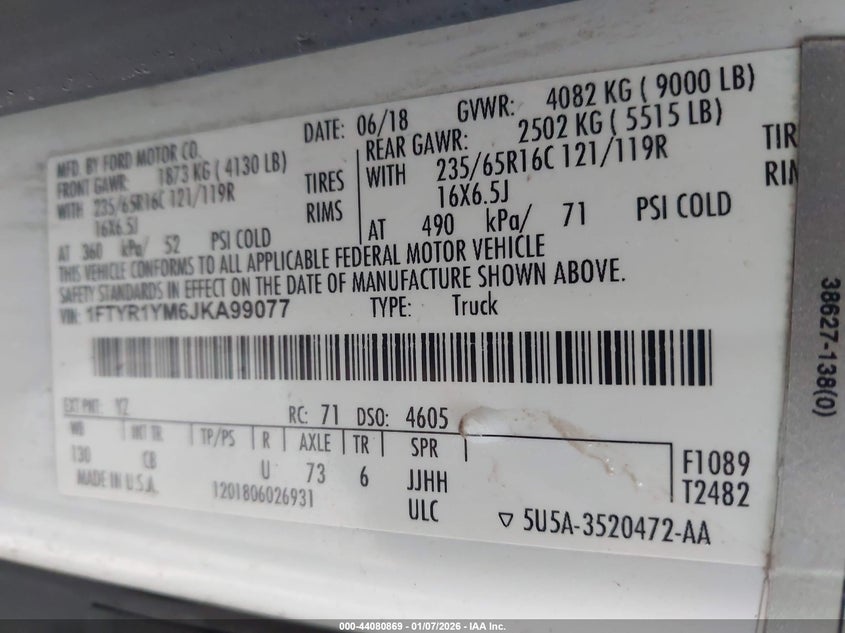 MFD. BY FORD MOTOR CO. DATE: 06/18 GVWR: 4082 KG ( 9000 LB)
FRONT GAWR: 1873 KG ( 4130 LB) REAR GAWR: 2502 KG ( 5515 LB)
WITH 235/65R16C 121/119R TIRES WITH 235/65R16C 121/119R TIR
16X6.5J RIMS 16X6.5J RIM
AT 360 kPa/ 52 PSI COLD AT 490 kPa/ 71 PSI COLD
THIS VEHICLE CONFORMS TO ALL APPLICABLE FEDERAL MOTOR VEHICLE
SAFETY STANDARDS IN EFFECT ON THE DATE OF MANUFACTURE SHOWN ABOVE.
VIN: 1FTYR1YM6JKA99077 TYPE: Truck
EXT PNT: YZ RC: 71 DSO: 4605
WB INT TR TP/PS R AXLE TR SPR F1089
130 CB U 73 6 JJHH T2482
MADE IN U.S.A. 1201806026931 ULC ▽ 5U5A-3520472-AA
38627-138(0)
000-44080869 - 01/07/2026 - IAA Inc.